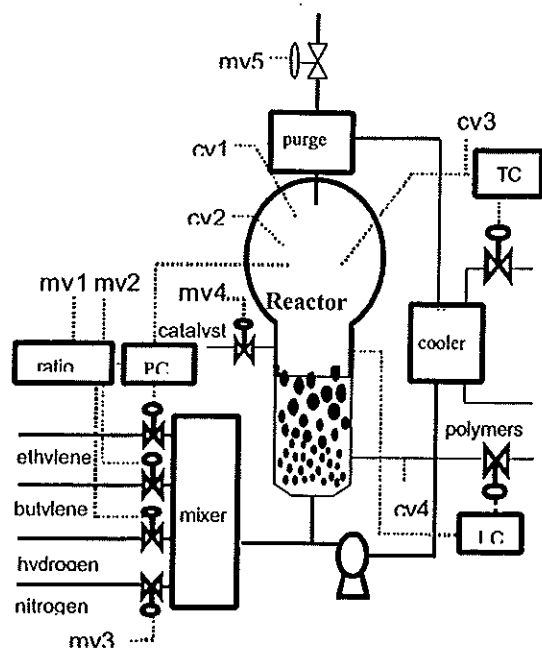 mv5
purge
cv1
cv3
TC
cv2
mv1 mv2
mv4
Reactor
catalyst
ratio
PC
cooler
ethylene
polymers
butylene
mixer
cv4
LC
hydrogen
nitrogen
mv3